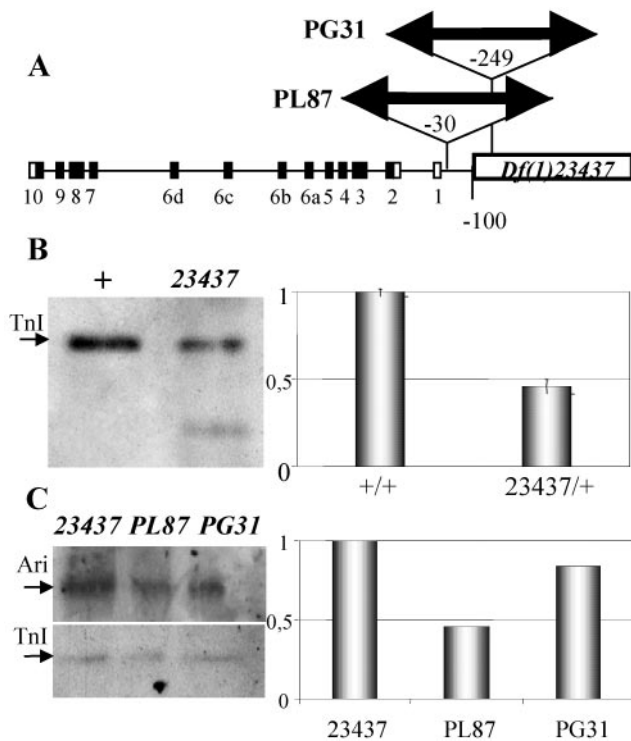 PG31
A
-249
PL87
-30
Df(1)23437
10 9 8 7 6d 6c 6b 6a 5 4 3 2 1
-100
B
+ 23437
TnI
1
0,5
0
+/+ 23437/+
C
23437 PL87 PG31
Ari
TnI
1
0,5
0
23437 PL87 PG31